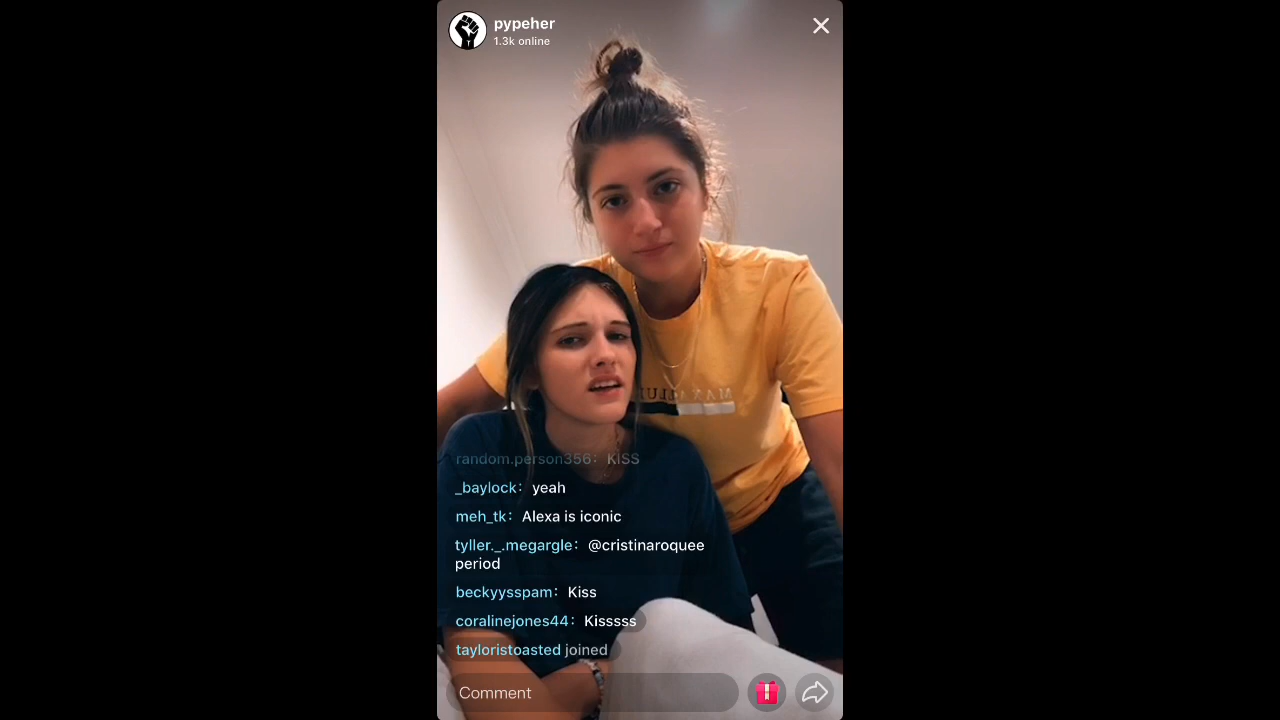 pypeher
1.3k online
random.person356: KISS
_baylock: yeah
meh_tk: Alexa is iconic
tyller._.megargle: @cristinaroquee
period
beckyysspam: Kiss
coralinejones44: Kisssss
tayloristoasted joined
Comment